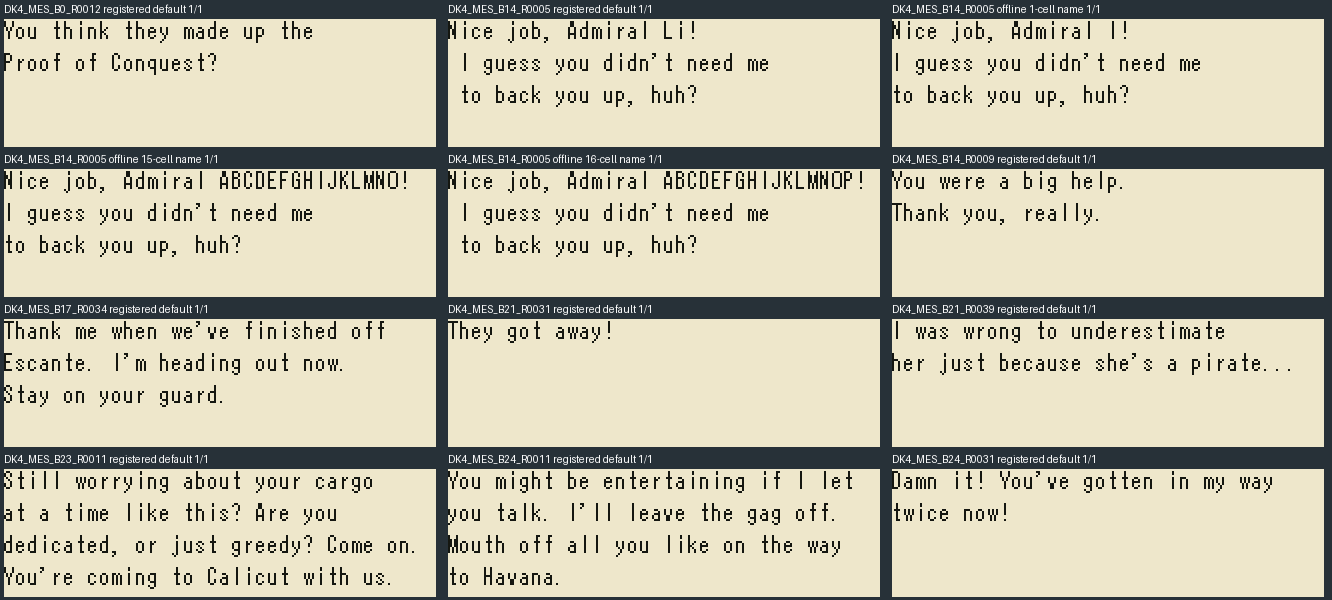 DK4_MES_B0_R0012 registered default 1/1
You think they made up the
Proof of Conquest?
DK4_MES_B14_R0005 registered default 1/1
Nice job, Admiral Li!
I guess you didn't need me
to back you up, huh?
DK4_MES_B14_R0005 offline 1-cell name 1/1
Nice job, Admiral I!
I guess you didn't need me
to back you up, huh?
DK4_MES_B14_R0005 offline 15-cell name 1/1
Nice job, Admiral ABCDEFGHIJKLMNO!
I guess you didn't need me
to back you up, huh?
DK4_MES_B14_R0005 offline 16-cell name 1/1
Nice job, Admiral ABCDEFGHIJKLMNOP!
I guess you didn't need me
to back you up, huh?
DK4_MES_B14_R0009 registered default 1/1
You were a big help.
Thank you, really.
DK4_MES_B17_R0034 registered default 1/1
Thank me when we've finished off
Escante. I'm heading out now.
Stay on your guard.
DK4_MES_B21_R0031 registered default 1/1
They got away!
DK4_MES_B21_R0039 registered default 1/1
I was wrong to underestimate
her just because she's a pirate...
DK4_MES_B23_R0011 registered default 1/1
Still worrying about your cargo
at a time like this? Are you
dedicated, or just greedy? Come on.
You're coming to Calicut with us.
DK4_MES_B24_R0011 registered default 1/1
You might be entertaining if I let
you talk. I'll leave the gag off.
Mouth off all you like on the way
to Havana.
DK4_MES_B24_R0031 registered default 1/1
Damn it! You've gotten in my way
twice now!